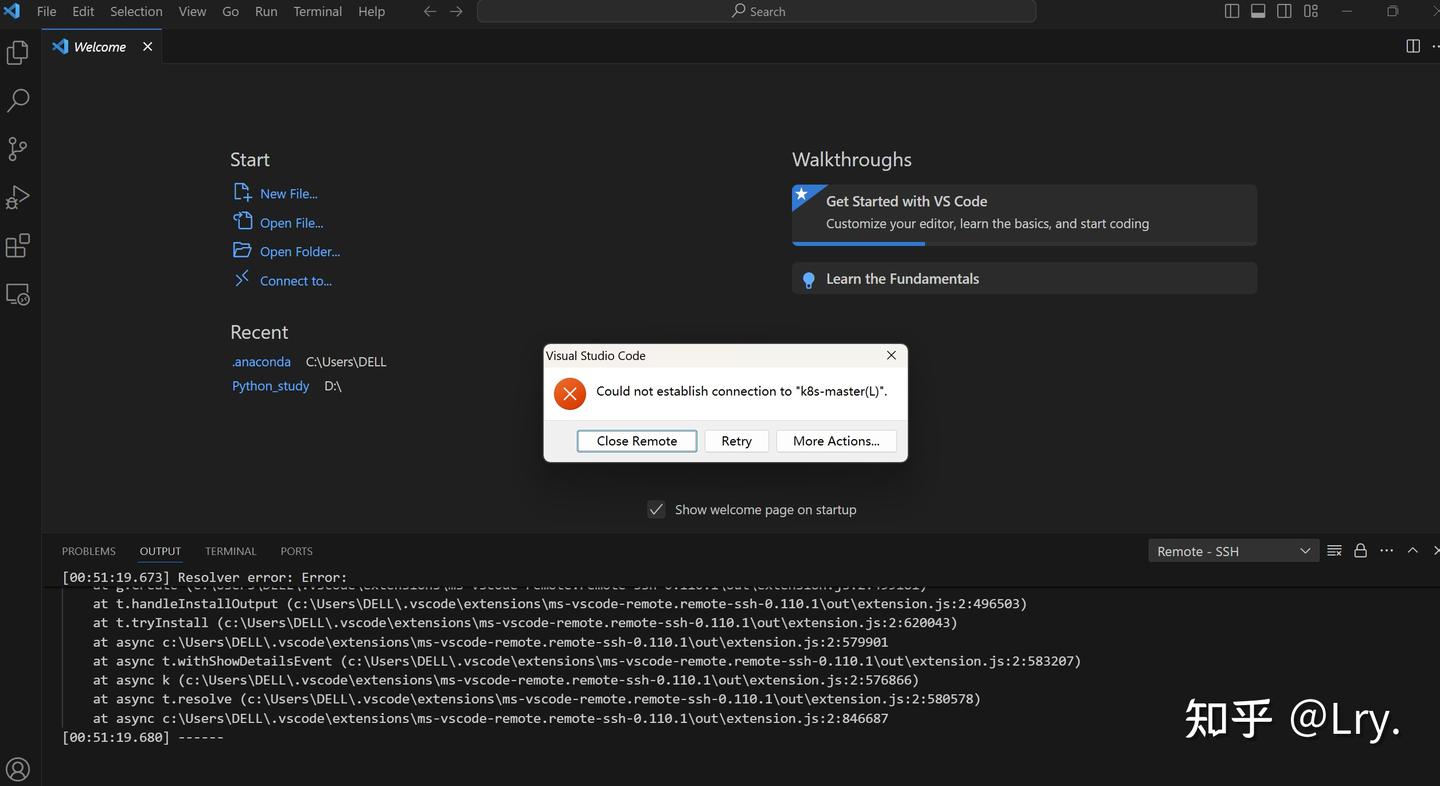 File Edit Selection View Go Run Terminal Help
Search
Welcome
Start
New File...
Open File...
Open Folder...
Connect to...
Recent
.anaconda C:\Users\DELL
Python_study D:\
Walkthroughs
Get Started with VS Code
Customize your editor, learn the basics, and start coding
Learn the Fundamentals
Visual Studio Code
Could not establish connection to "k8s-master(L)".
Close Remote Retry More Actions...
Show welcome page on startup
PROBLEMS OUTPUT TERMINAL PORTS
Remote - SSH
[00:51:19.673] Resolver error: Error:
at t.handleInstallOutput (c:\Users\DELL\.vscode\extensions\ms-vscode-remote.remote-ssh-0.110.1\out\extension.js:2:496503)
at t.tryInstall (c:\Users\DELL\.vscode\extensions\ms-vscode-remote.remote-ssh-0.110.1\out\extension.js:2:620043)
at async c:\Users\DELL\.vscode\extensions\ms-vscode-remote.remote-ssh-0.110.1\out\extension.js:2:579901
at async t.withShowDetailsEvent (c:\Users\DELL\.vscode\extensions\ms-vscode-remote.remote-ssh-0.110.1\out\extension.js:2:583207)
at async k (c:\Users\DELL\.vscode\extensions\ms-vscode-remote.remote-ssh-0.110.1\out\extension.js:2:576866)
at async t.resolve (c:\Users\DELL\.vscode\extensions\ms-vscode-remote.remote-ssh-0.110.1\out\extension.js:2:580578)
at async c:\Users\DELL\.vscode\extensions\ms-vscode-remote.remote-ssh-0.110.1\out\extension.js:2:846687
[00:51:19.680] ------
知乎 @Lry.